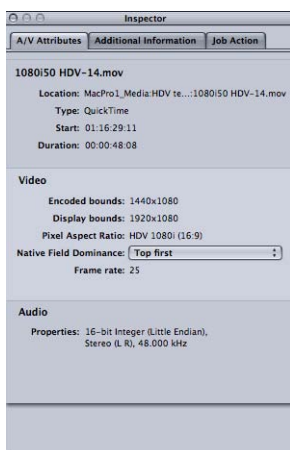 Inspector
A/V Attributes Additional Information Job Action
1080i50 HDV-14.mov
Location: MacPro1_Media:HDV te...:1080i50 HDV-14.mov
Type: QuickTime
Start: 01:16:29:11
Duration: 00:00:48:08
Video
Encoded bounds: 1440x1080
Display bounds: 1920x1080
Pixel Aspect Ratio: HDV 1080i (16:9)
Native Field Dominance: Top first
Frame rate: 25
Audio
Properties: 16-bit Integer (Little Endian),
Stereo (L R), 48.000 kHz